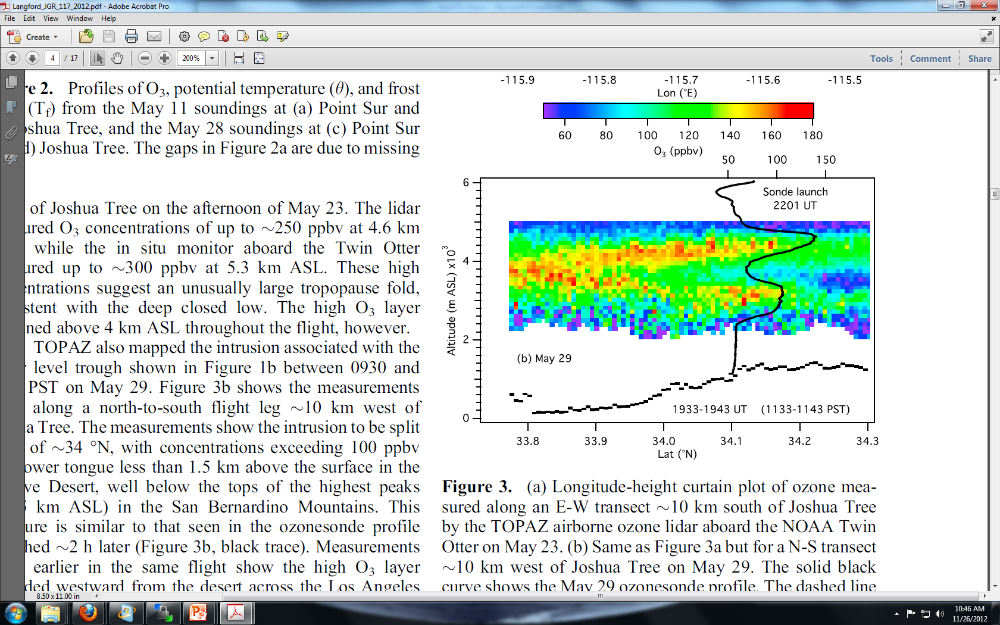 Langford_JGR_117_2012.pdf - Adobe Acrobat Pro
File Edit View Window Help
Create
4 / 17 200% Tools Comment Share
re 2. Profiles of O3, potential temperature (θ), and frost
(Tf) from the May 11 soundings at (a) Point Sur and
oshua Tree, and the May 28 soundings at (c) Point Sur
d) Joshua Tree. The gaps in Figure 2a are due to missing
of Joshua Tree on the afternoon of May 23. The lidar
ured O3 concentrations of up to ~250 ppbv at 4.6 km
while the in situ monitor aboard the Twin Otter
ured up to ~300 ppbv at 5.3 km ASL. These high
entrations suggest an unusually large tropopause fold,
stent with the deep closed low. The high O3 layer
ned above 4 km ASL throughout the flight, however.
TOPAZ also mapped the intrusion associated with the
r level trough shown in Figure 1b between 0930 and
PST on May 29. Figure 3b shows the measurements
along a north-to-south flight leg ~10 km west of
a Tree. The measurements show the intrusion to be split
of ~34 °N, with concentrations exceeding 100 ppbv
ower tongue less than 1.5 km above the surface in the
ve Desert, well below the tops of the highest peaks
5 km ASL) in the San Bernardino Mountains. This
ure is similar to that seen in the ozonesonde profile
hed ~2 h later (Figure 3b, black trace). Measurements
earlier in the same flight show the high O3 layer
ded westward from the desert across the Los Angeles
-115.9 -115.8 -115.7 -115.6 -115.5
Lon (°E)
60 80 100 120 140 160 180
O3 (ppbv)
50 100 150
6
4
2
0
Altitude (m ASL) x10³
Sonde launch
2201 UT
(b) May 29
1933-1943 UT (1133-1143 PST)
33.8 33.9 34.0 34.1 34.2 34.3
Lat (°N)
Figure 3. (a) Longitude-height curtain plot of ozone mea-
sured along an E-W transect ~10 km south of Joshua Tree
by the TOPAZ airborne ozone lidar aboard the NOAA Twin
Otter on May 23. (b) Same as Figure 3a but for a N-S transect
~10 km west of Joshua Tree on May 29. The solid black
curve shows the May 29 ozonesonde profile. The dashed line
8.50 x 11.00 in
10:46 AM
11/26/2012